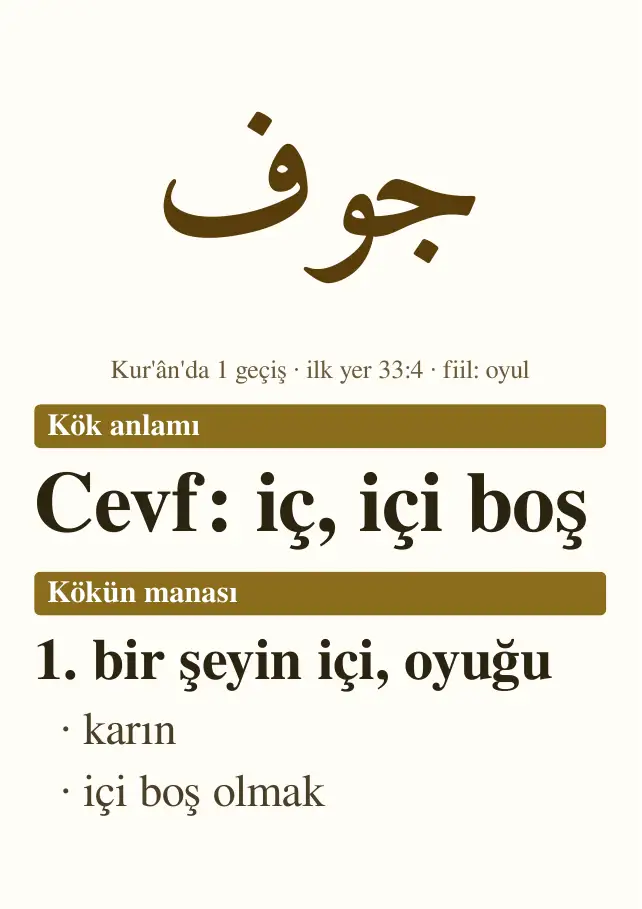 جوف
Kur'ân'da 1 geçiş · ilk yer 33:4 · fiil: oyul
Kök anlamı
Cevf: iç, içi boş
Kökün manası
1. bir şeyin içi, oyuğu
· karın
· içi boş olmak